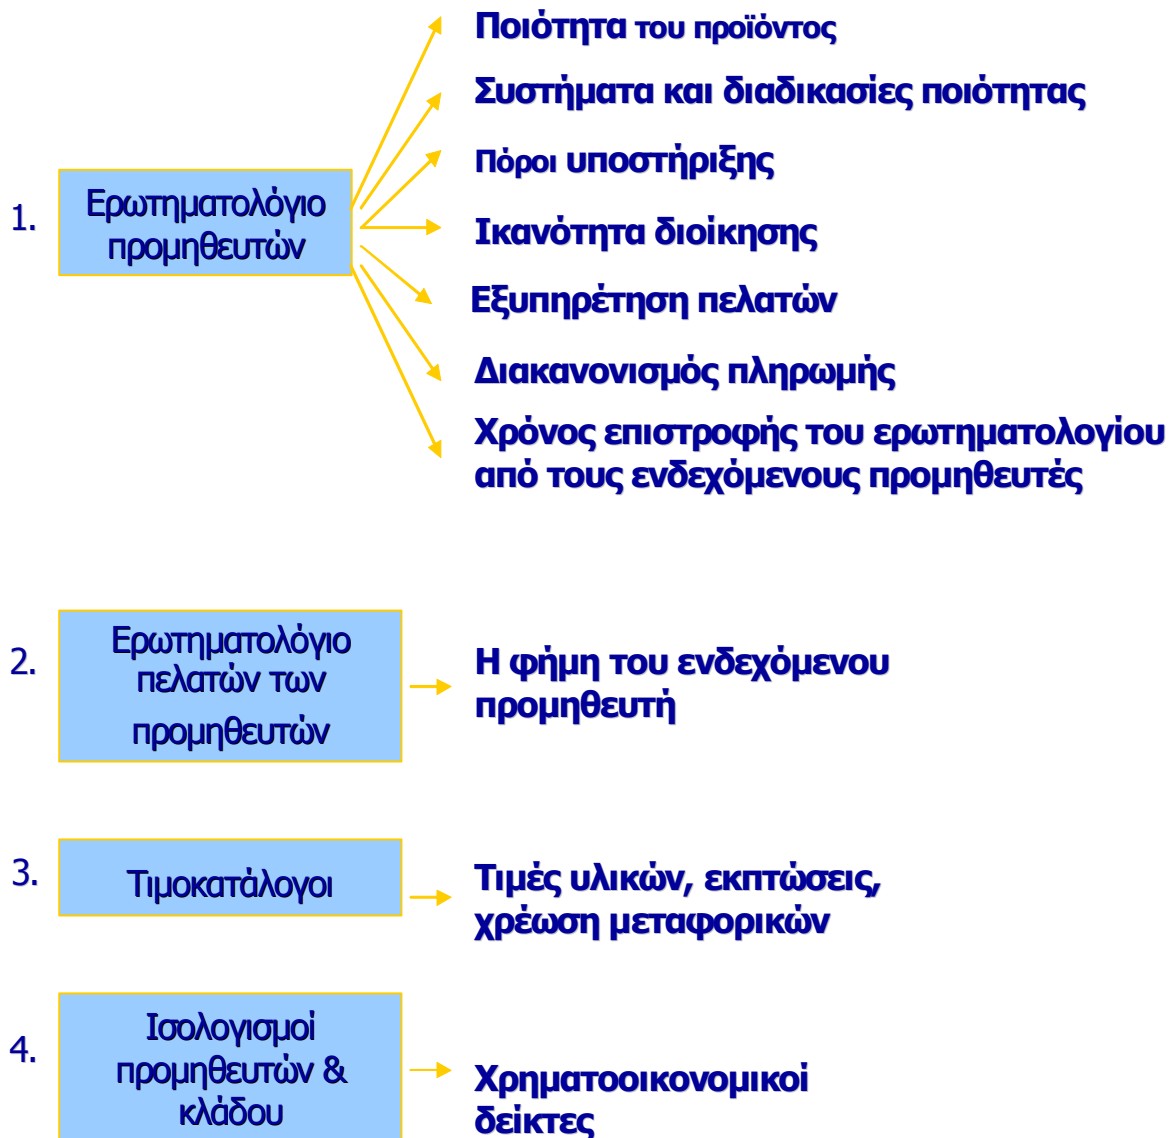 Ποιότητα του προϊόντος
Συστήματα και διαδικασίες ποιότητας
Πόροι υποστήριξης
1.
Ερωτηματολόγιο
προμηθευτών
Ικανότητα διοίκησης
Εξυπηρέτηση πελατών
Διακανονισμός πληρωμής
Χρόνος επιστροφής του ερωτηματολογίου
από τους ενδεχόμενους προμηθευτές
2.
Ερωτηματολόγιο
πελατών των
προμηθευτών
Η φήμη του ενδεχόμενου
προμηθευτή
3.
Τιμοκατάλογοι
Τιμές υλικών, εκπτώσεις,
χρέωση μεταφορικών
4.
Ισολογισμοί
προμηθευτών &
κλάδου
Χρηματοοικονομικοί
δείκτες